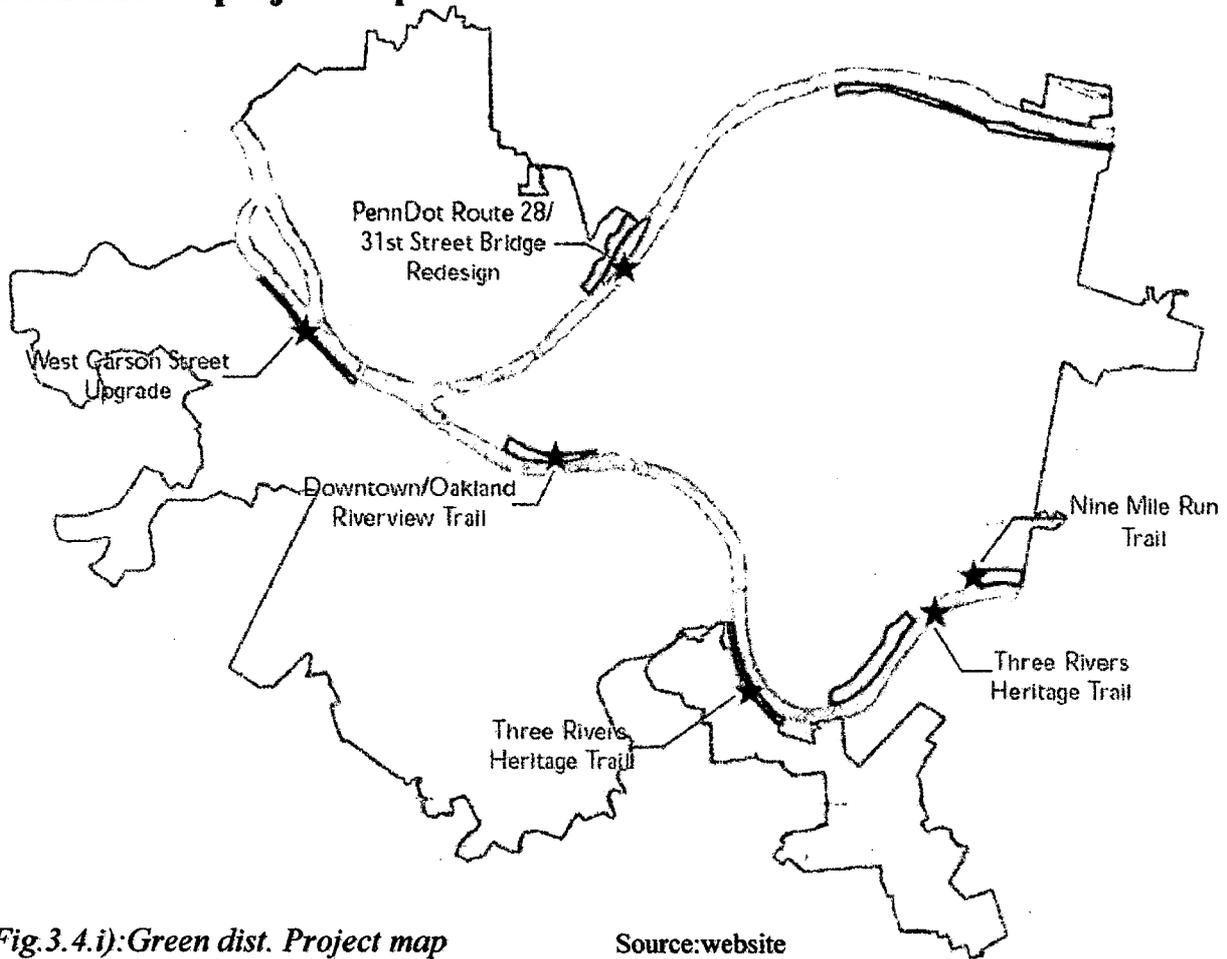 PennDot Route 28/
31st Street Bridge
Redesign
West Carson Street
Upgrade
Downtown/Oakland
Riverview Trail
Nine Mile Run
Trail
Three Rivers
Heritage Trail
Three Rivers
Heritage Trail
Fig.3.4.i):Green dist. Project map
Source:website